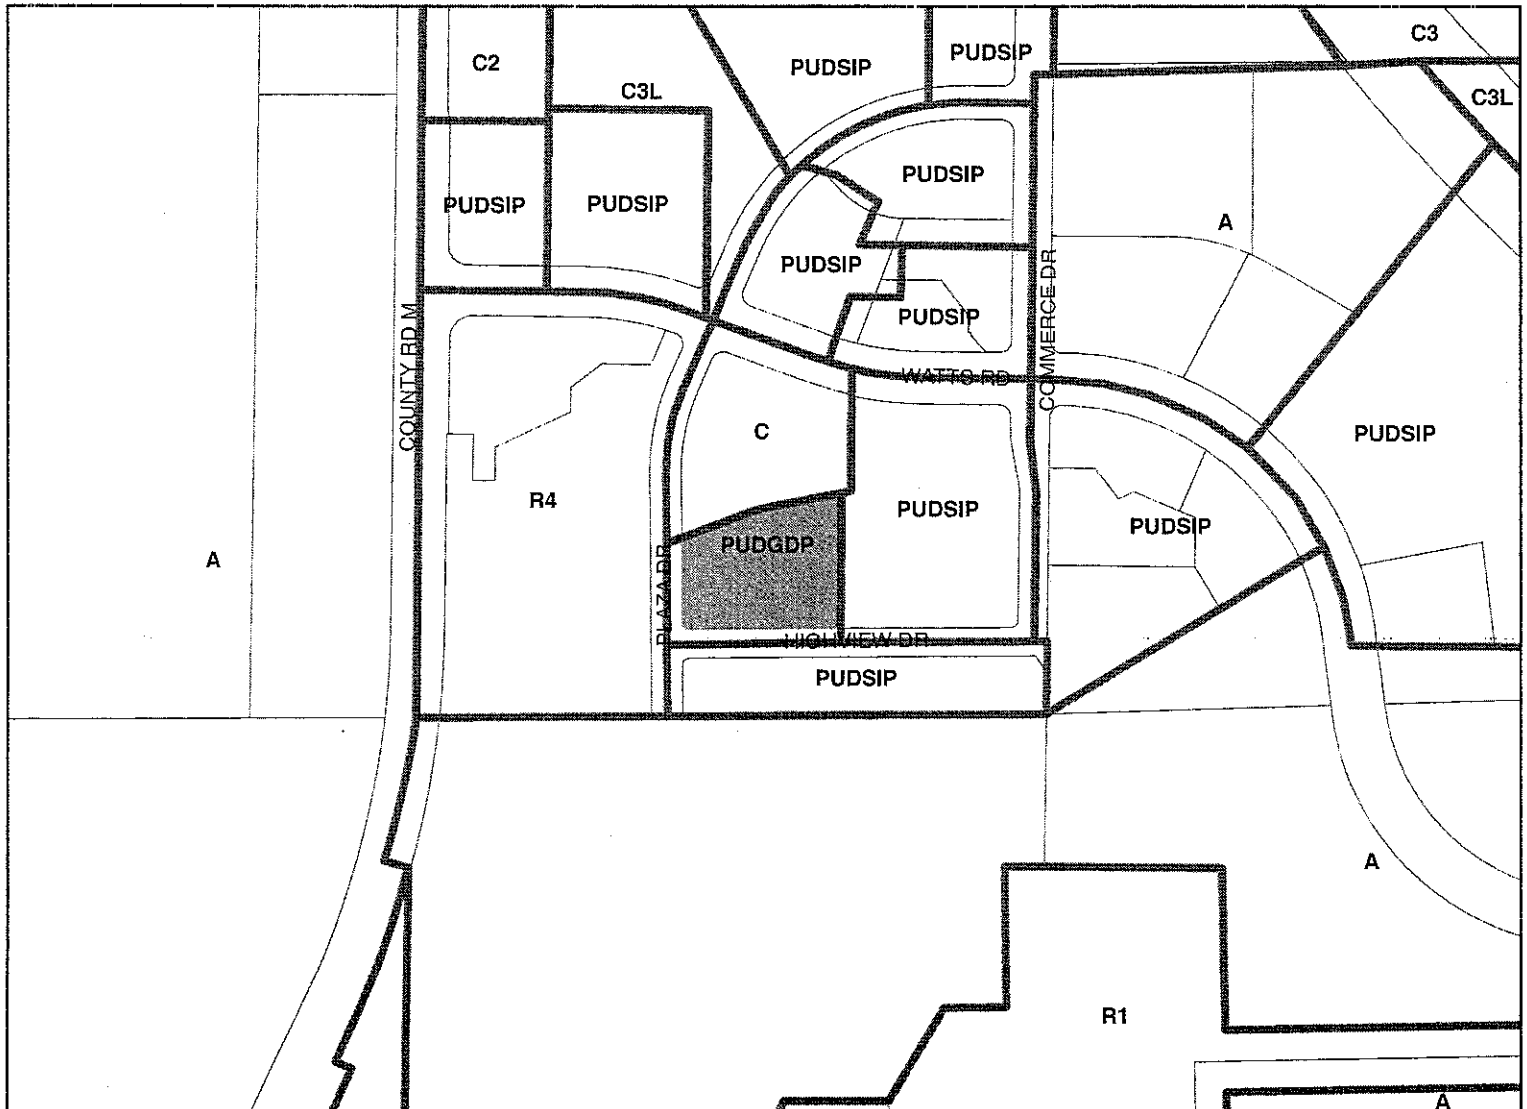 C3
PUDSIP
C2
PUDSIP
C3L
C3L
PUDSIP
PUDSIP
PUDSIP
A
PUDSIP
PUDSIP
COUNTY RD M
COMMERCE DR
WATTS RD
C
PUDSIP
R4
PUDSIP
PUDSIP
PUDGDP
A
PLAZA DR
HIGHVIEW DR
PUDSIP
A
R1
A